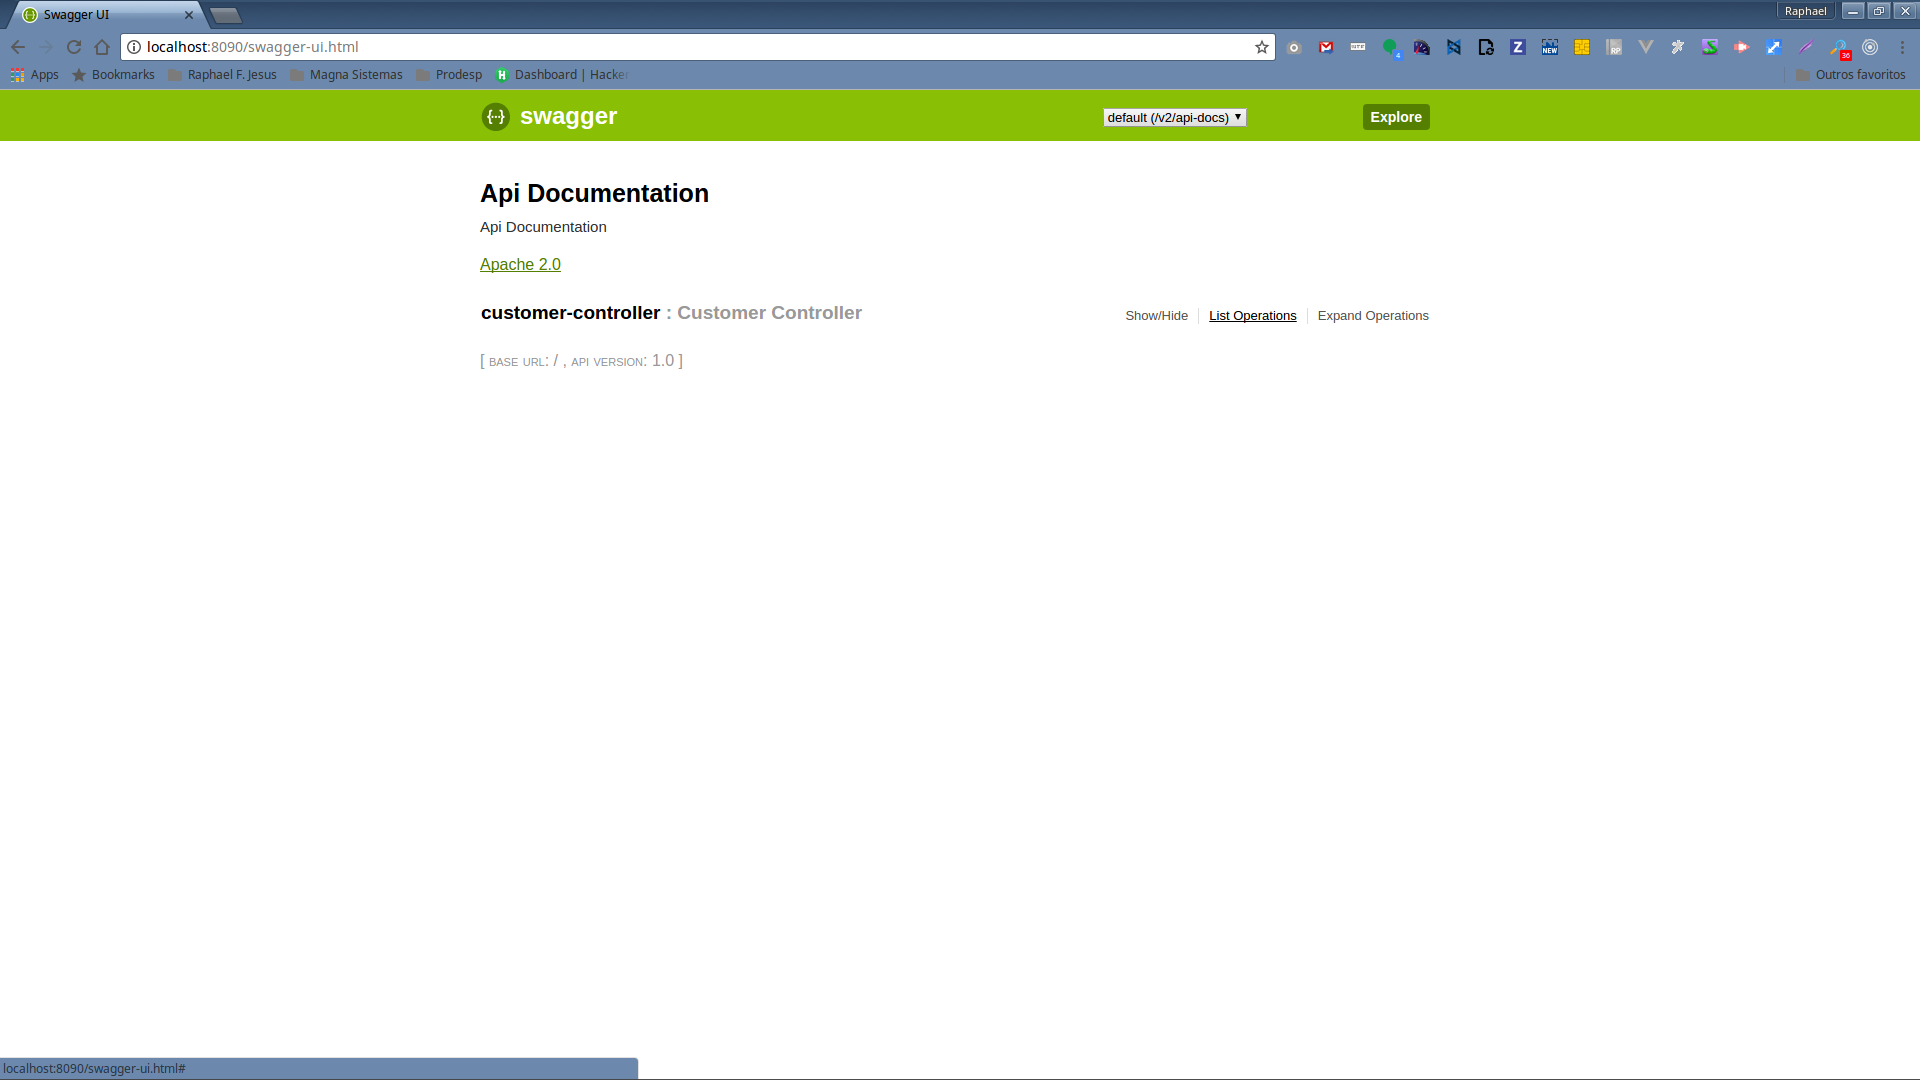 Swagger UI
Raphael
localhost:8090/swagger-ui.html
Apps Bookmarks Raphael F. Jesus Magna Sistemas Prodesp Dashboard | Hacker Outros favoritos
swagger default (/v2/api-docs) Explore
Api Documentation
Api Documentation
Apache 2.0
customer-controller : Customer Controller Show/Hide List Operations Expand Operations
[ BASE URL: / , API VERSION: 1.0 ]
localhost:8090/swagger-ui.html#